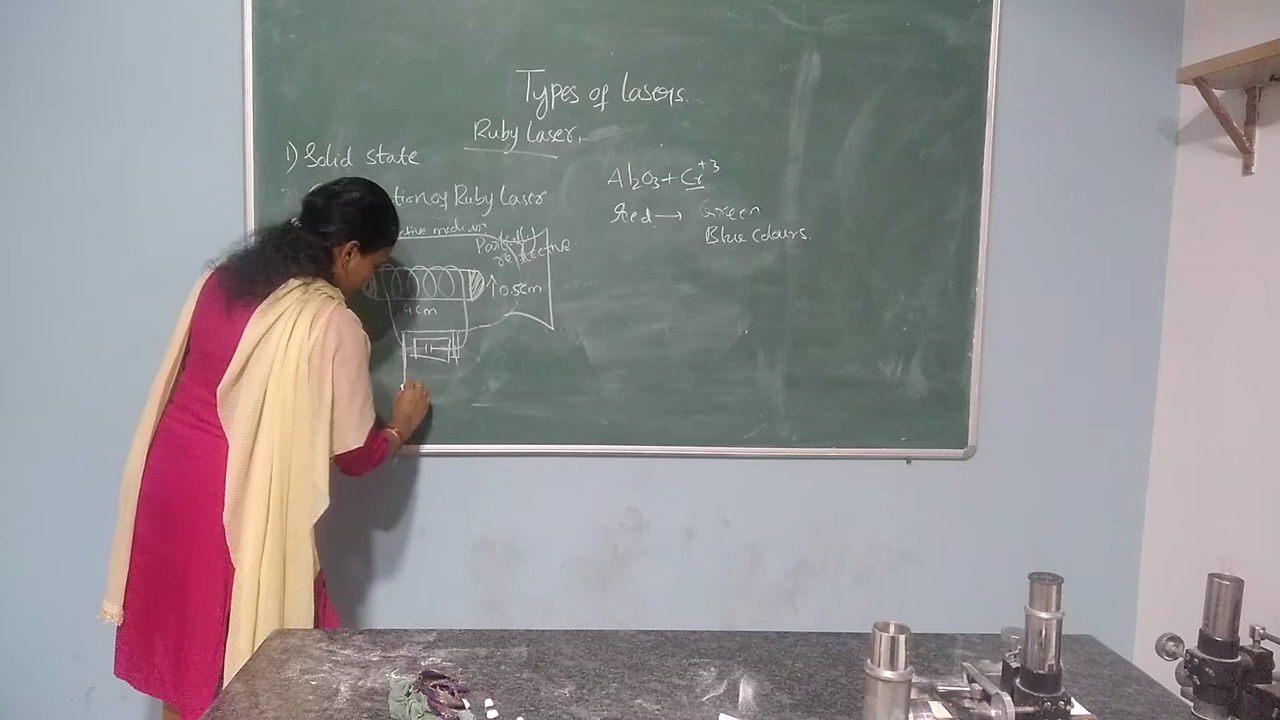 Types of lasers.
Ruby Laser.
1) Solid state
of Ruby Laser
Partially
reflective
0.5cm
4cm
Al2O3 + Cr+3
Red → Green
Blue Colours.